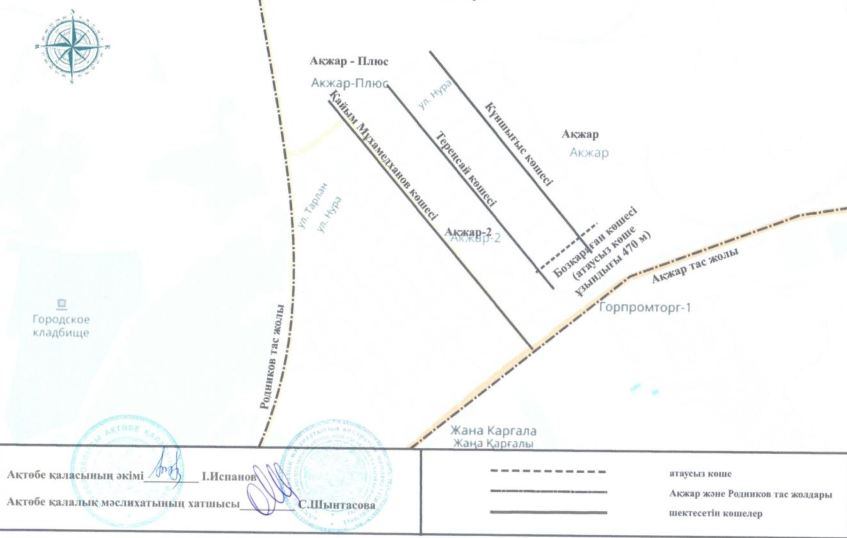 Ақжар - Плюс
Акжар-Плюс
ул. Нура
Қайым Мұхамедханов көшесі
Тереңсай көшесі
Күншығыс көшесі
Ақжар
Акжар
ул. Тарлан
ул. Нура
Ақжар-2
Акжар-2
Бозқараған көшесі
(атаусыз көше
ұзындығы 470 м)
Ақжар тас жолы
Горпромторг-1
Городское
кладбище
Родников тас жолы
Жана Каргала
Жаңа Қарғалы
Ақтөбе қаласының әкімі І.Испанов
Ақтөбе қалалық мәслихатының хатшысы С.Шынтасова
атаусыз көше
Ақжар және Родников тас жолдары
шектесетін көшелер